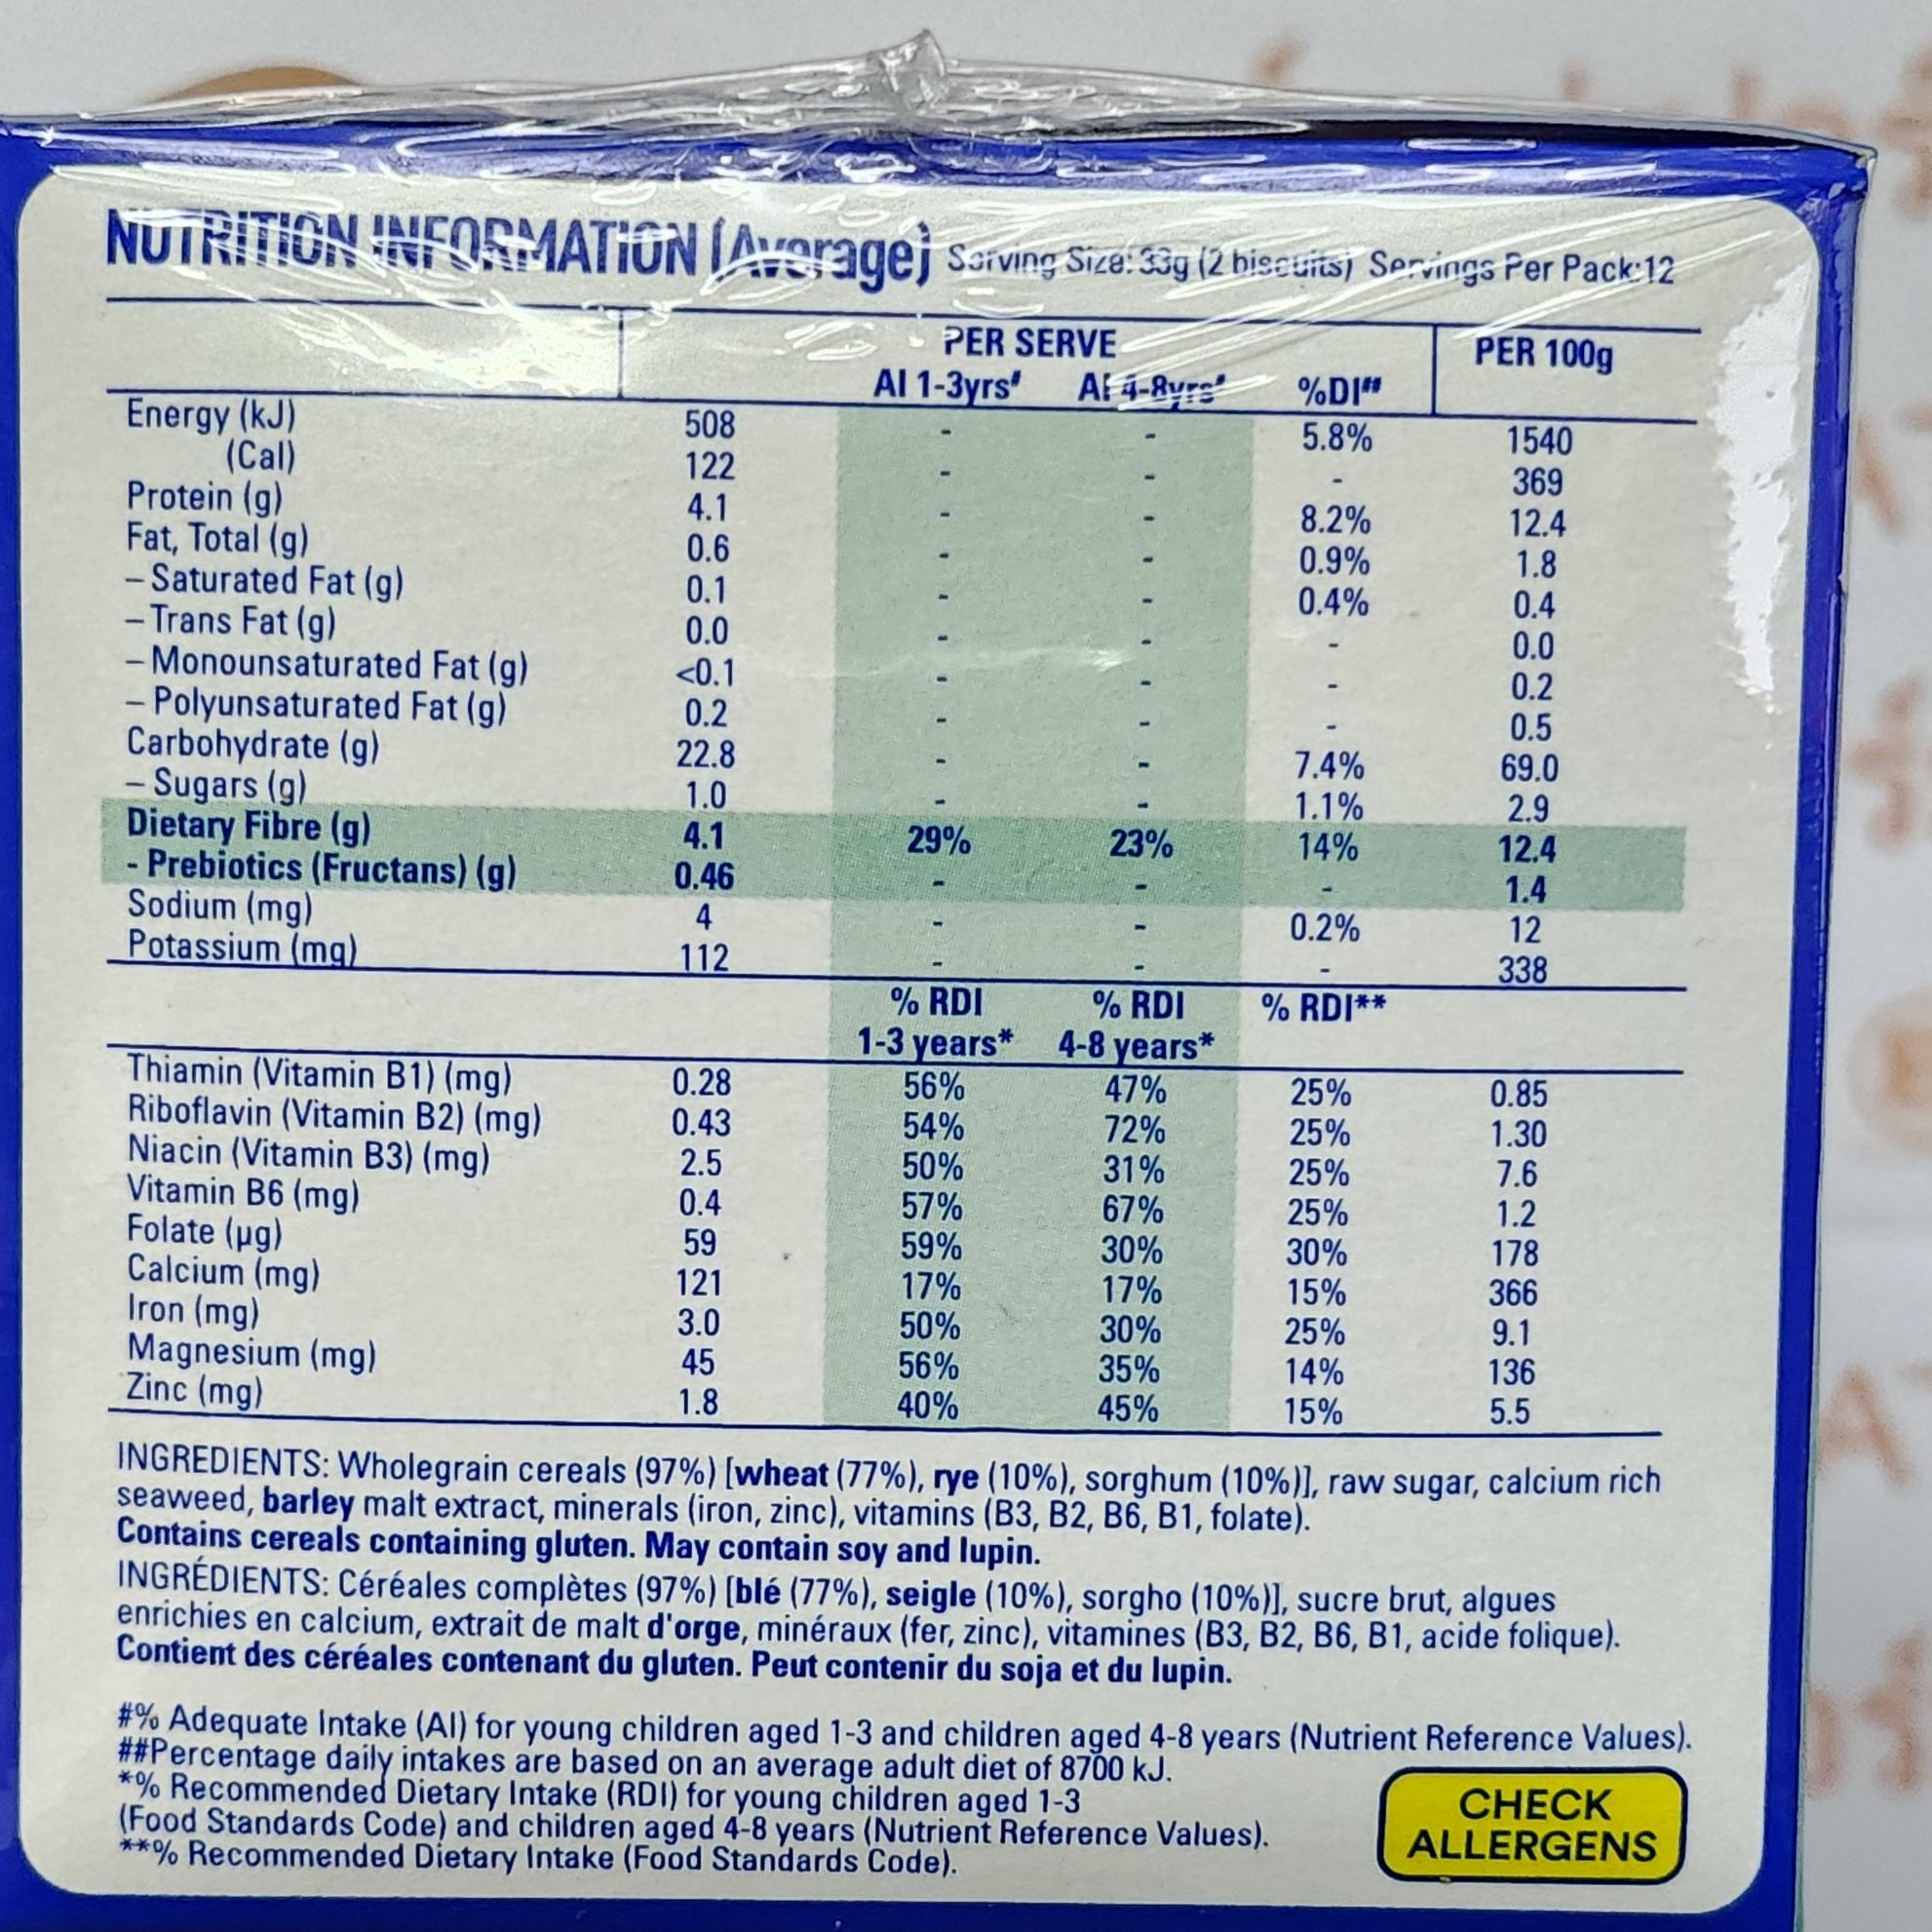 NUTRITION INFORMATION (Average) Serving Size: 33g (2 biscuits) Servings Per Pack:12
PER SERVE PER 100g
AI 1-3yrs# AI 4-8yrs# %DI##
Energy (kJ) 508 - - 5.8% 1540
(Cal) 122 - - - 369
Protein (g) 4.1 - - 8.2% 12.4
Fat, Total (g) 0.6 - - 0.9% 1.8
– Saturated Fat (g) 0.1 - - 0.4% 0.4
– Trans Fat (g) 0.0 - - - 0.0
– Monounsaturated Fat (g) <0.1 - - - 0.2
– Polyunsaturated Fat (g) 0.2 - - - 0.5
Carbohydrate (g) 22.8 - - 7.4% 69.0
– Sugars (g) 1.0 - - 1.1% 2.9
Dietary Fibre (g) 4.1 29% 23% 14% 12.4
- Prebiotics (Fructans) (g) 0.46 - - - 1.4
Sodium (mg) 4 - - 0.2% 12
Potassium (mg) 112 - - - 338
% RDI % RDI % RDI**
1-3 years* 4-8 years*
Thiamin (Vitamin B1) (mg) 0.28 56% 47% 25% 0.85
Riboflavin (Vitamin B2) (mg) 0.43 54% 72% 25% 1.30
Niacin (Vitamin B3) (mg) 2.5 50% 31% 25% 7.6
Vitamin B6 (mg) 0.4 57% 67% 25% 1.2
Folate (µg) 59 59% 30% 30% 178
Calcium (mg) 121 17% 17% 15% 366
Iron (mg) 3.0 50% 30% 25% 9.1
Magnesium (mg) 45 56% 35% 14% 136
Zinc (mg) 1.8 40% 45% 15% 5.5
INGREDIENTS: Wholegrain cereals (97%) [wheat (77%), rye (10%), sorghum (10%)], raw sugar, calcium rich
seaweed, barley malt extract, minerals (iron, zinc), vitamins (B3, B2, B6, B1, folate).
Contains cereals containing gluten. May contain soy and lupin.
INGRÉDIENTS: Céréales complètes (97%) [blé (77%), seigle (10%), sorgho (10%)], sucre brut, algues
enrichies en calcium, extrait de malt d'orge, minéraux (fer, zinc), vitamines (B3, B2, B6, B1, acide folique).
Contient des céréales contenant du gluten. Peut contenir du soja et du lupin.
#% Adequate Intake (AI) for young children aged 1-3 and children aged 4-8 years (Nutrient Reference Values).
##Percentage daily intakes are based on an average adult diet of 8700 kJ.
*% Recommended Dietary Intake (RDI) for young children aged 1-3
(Food Standards Code) and children aged 4-8 years (Nutrient Reference Values).
**% Recommended Dietary Intake (Food Standards Code).
CHECK
ALLERGENS